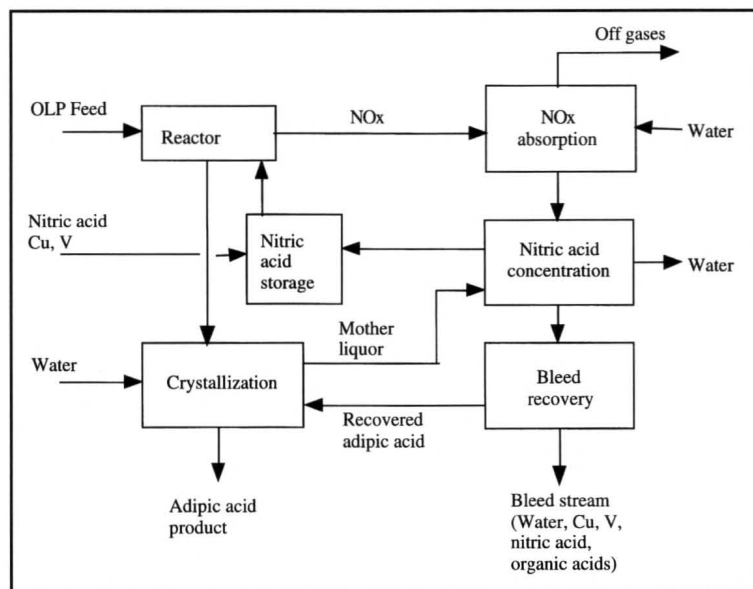 Off gases
OLP Feed
Reactor
NOx
NOx
absorption
Water
Nitric acid
Cu, V
Nitric
acid
storage
Nitric acid
concentration
Water
Mother
liquor
Water
Crystallization
Bleed
recovery
Recovered
adipic acid
Adipic acid
product
Bleed stream
(Water, Cu, V,
nitric acid,
organic acids)